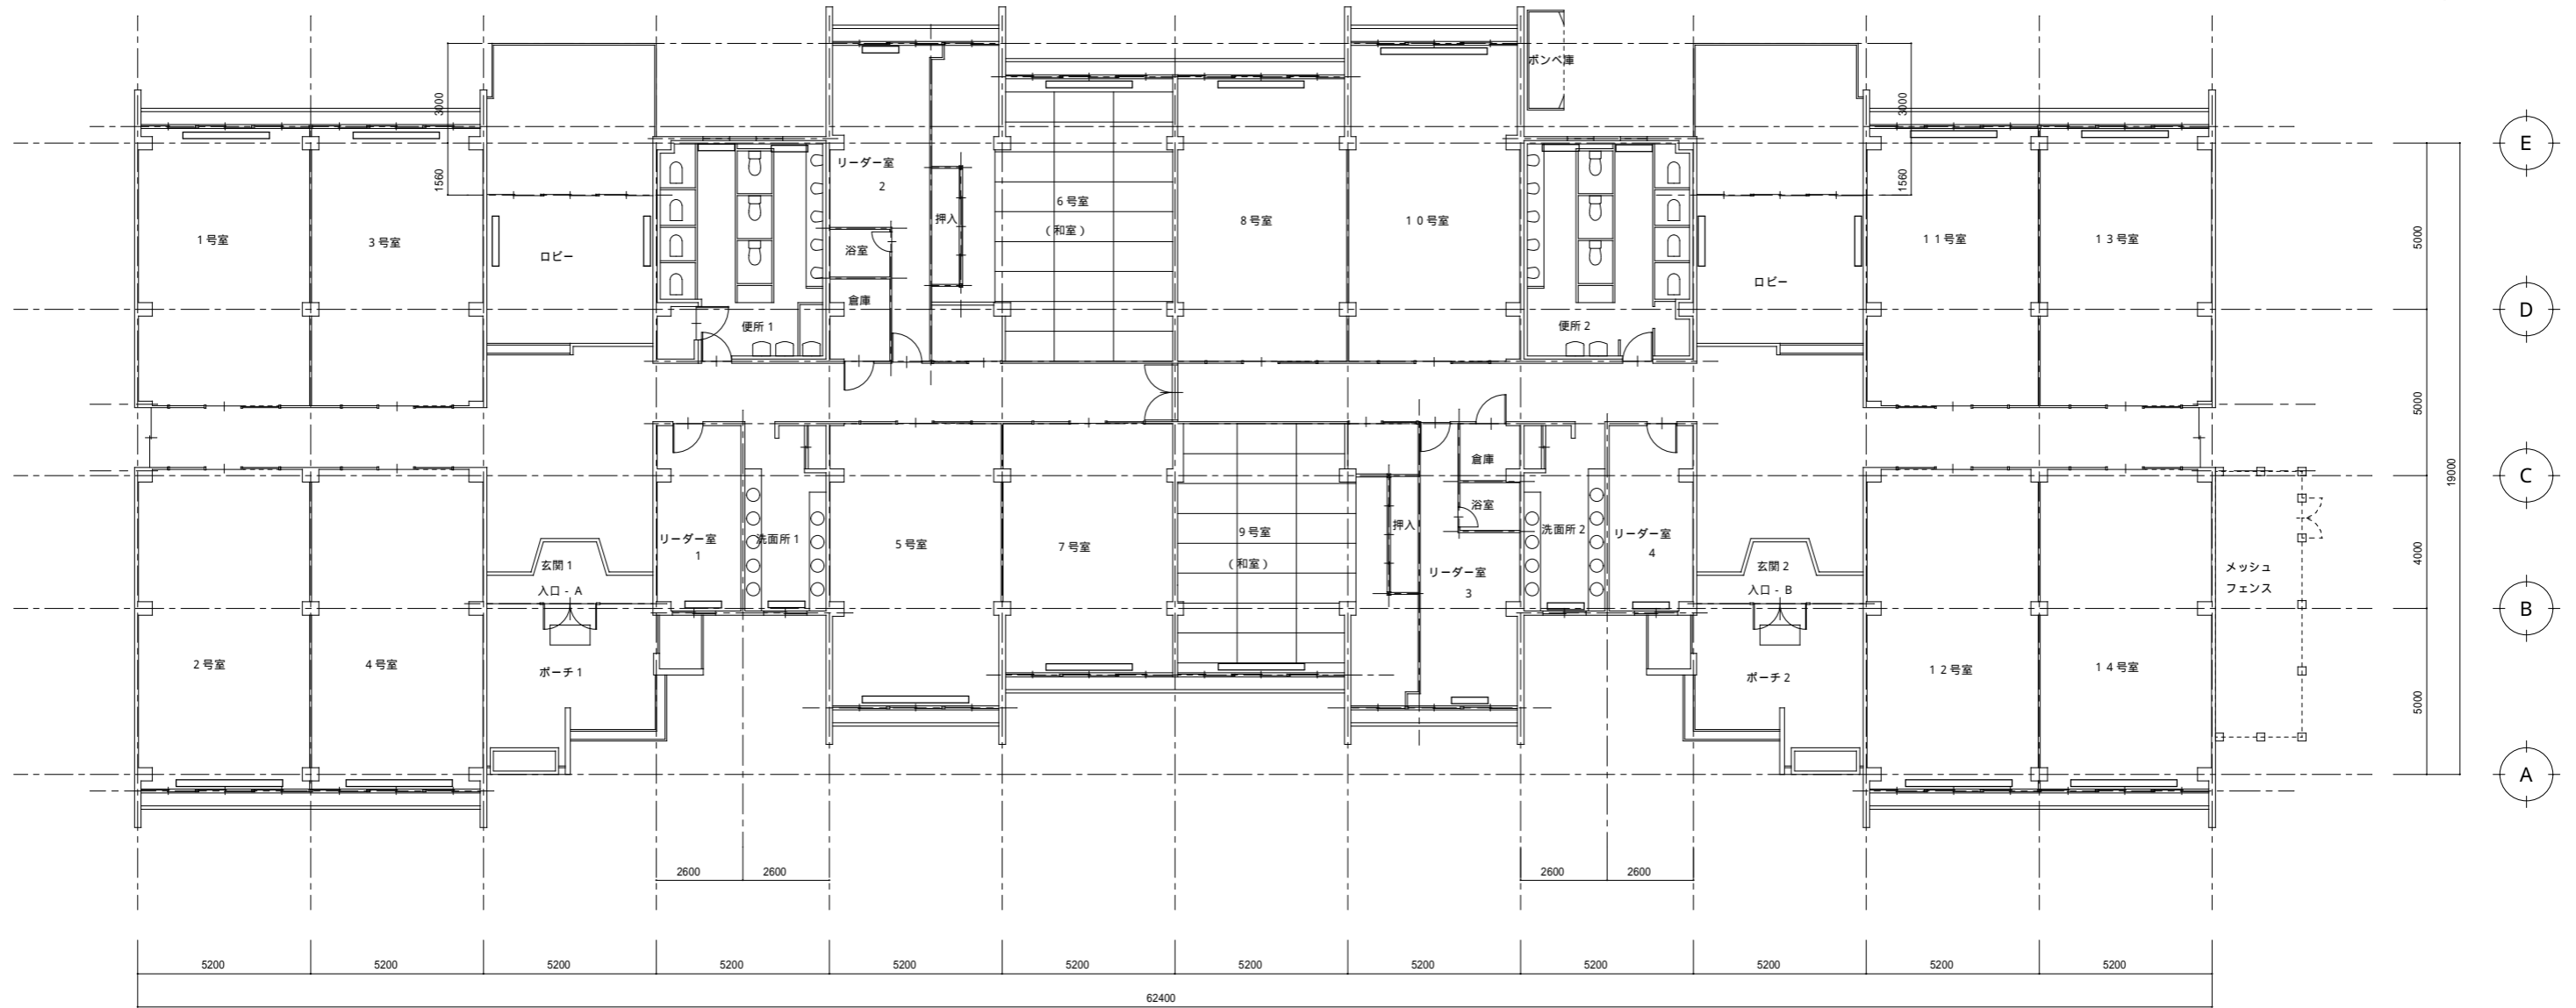 ボンベ庫
3000
3000
E
リーダー室
2
1560
1560
6号室
(和室)
押入
8号室
10号室
5000
1号室
3号室
11号室
13号室
浴室
ロビー
ロビー
倉庫
D
便所1
便所2
5000
倉庫
C
19000
浴室
押入
洗面所2
リーダー室
4
9号室
(和室)
リーダー室
1
洗面所1
5号室
7号室
玄関1
玄関2
リーダー室
3
メッシュ
フェンス
4000
入口-A
入口-B
B
2号室
4号室
ポーチ1
ポーチ2
12号室
14号室
5000
A
2600
2600
2600
2600
5200
5200
5200
5200
5200
5200
5200
5200
5200
5200
5200
5200
62400